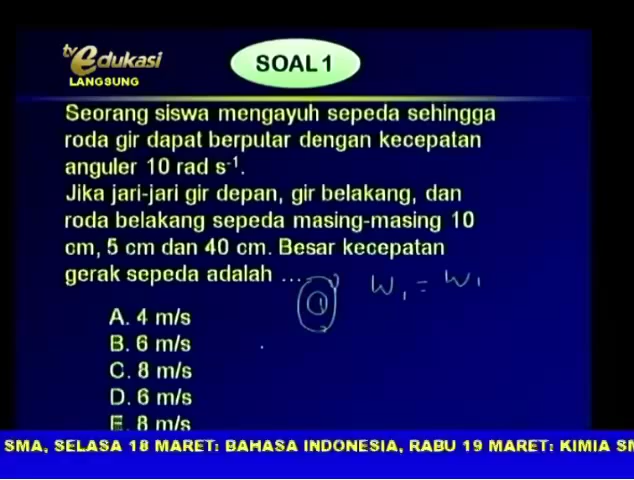 tv edukasi
LANGSUNG
SOAL 1
Seorang siswa mengayuh sepeda sehingga
roda gir dapat berputar dengan kecepatan
anguler 10 rad s⁻¹.
Jika jari-jari gir depan, gir belakang, dan
roda belakang sepeda masing-masing 10
cm, 5 cm dan 40 cm. Besar kecepatan
gerak sepeda adalah ...
W₁ = W₁
A. 4 m/s
B. 6 m/s
C. 8 m/s
D. 6 m/s
E. 8 m/s
SMA, SELASA 18 MARET: BAHASA INDONESIA, RABU 19 MARET: KIMIA SM